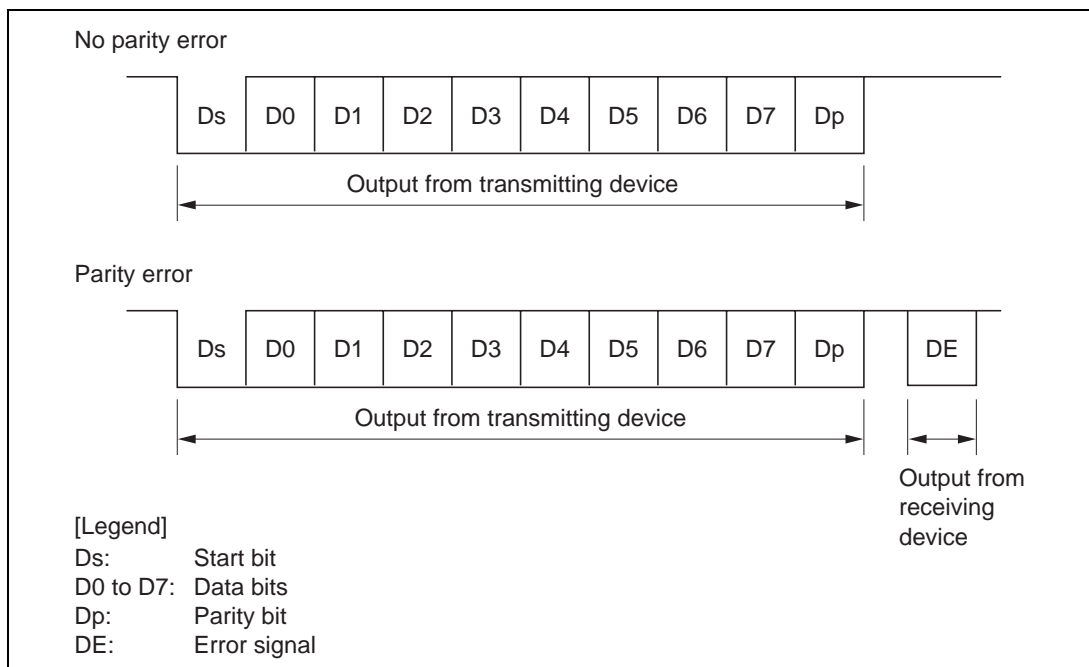 No parity error
Ds D0 D1 D2 D3 D4 D5 D6 D7 Dp
Output from transmitting device
Parity error
Ds D0 D1 D2 D3 D4 D5 D6 D7 Dp DE
Output from transmitting device
Output from
receiving
device
[Legend]
Ds: Start bit
D0 to D7: Data bits
Dp: Parity bit
DE: Error signal